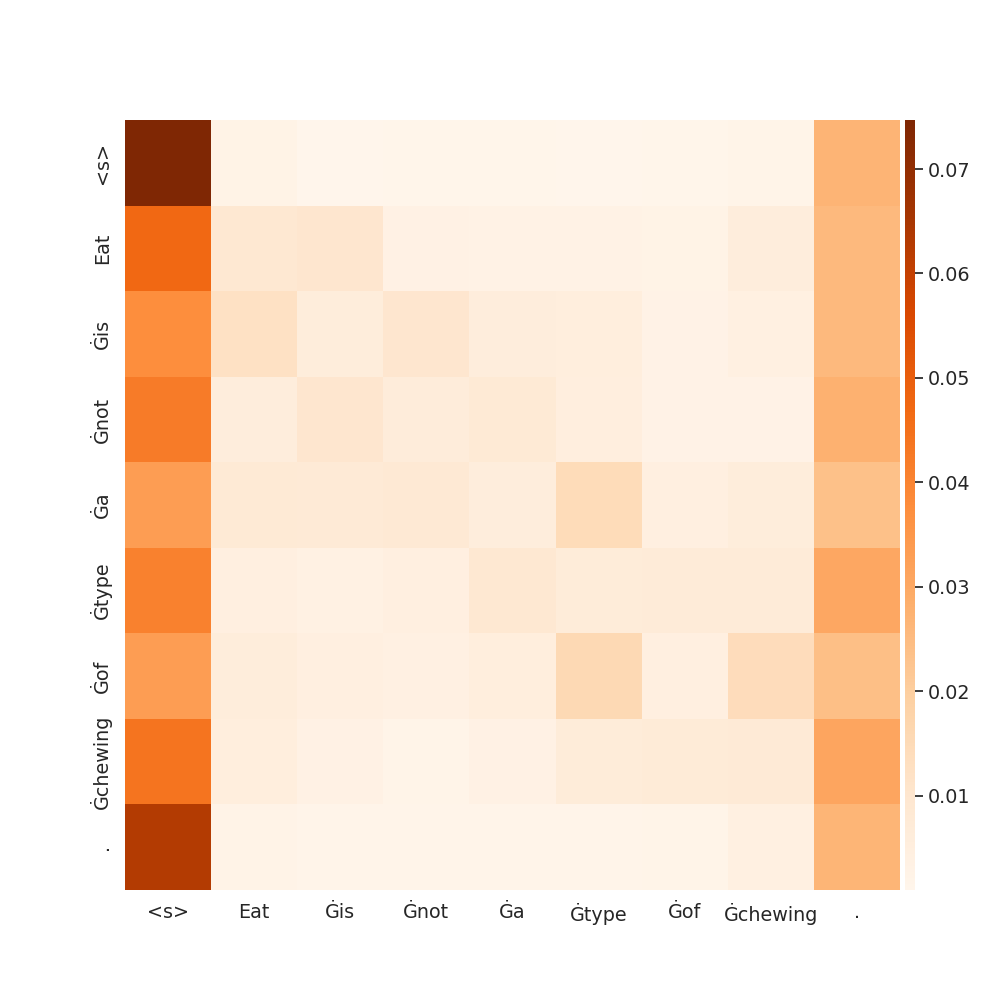 <s>
Eat
Ġis
Ġnot
Ġa
Ġtype
Ġof
Ġchewing
.
0.07
0.06
0.05
0.04
0.03
0.02
0.01
<s> Eat Ġis Ġnot Ġa Ġtype Ġof Ġchewing .